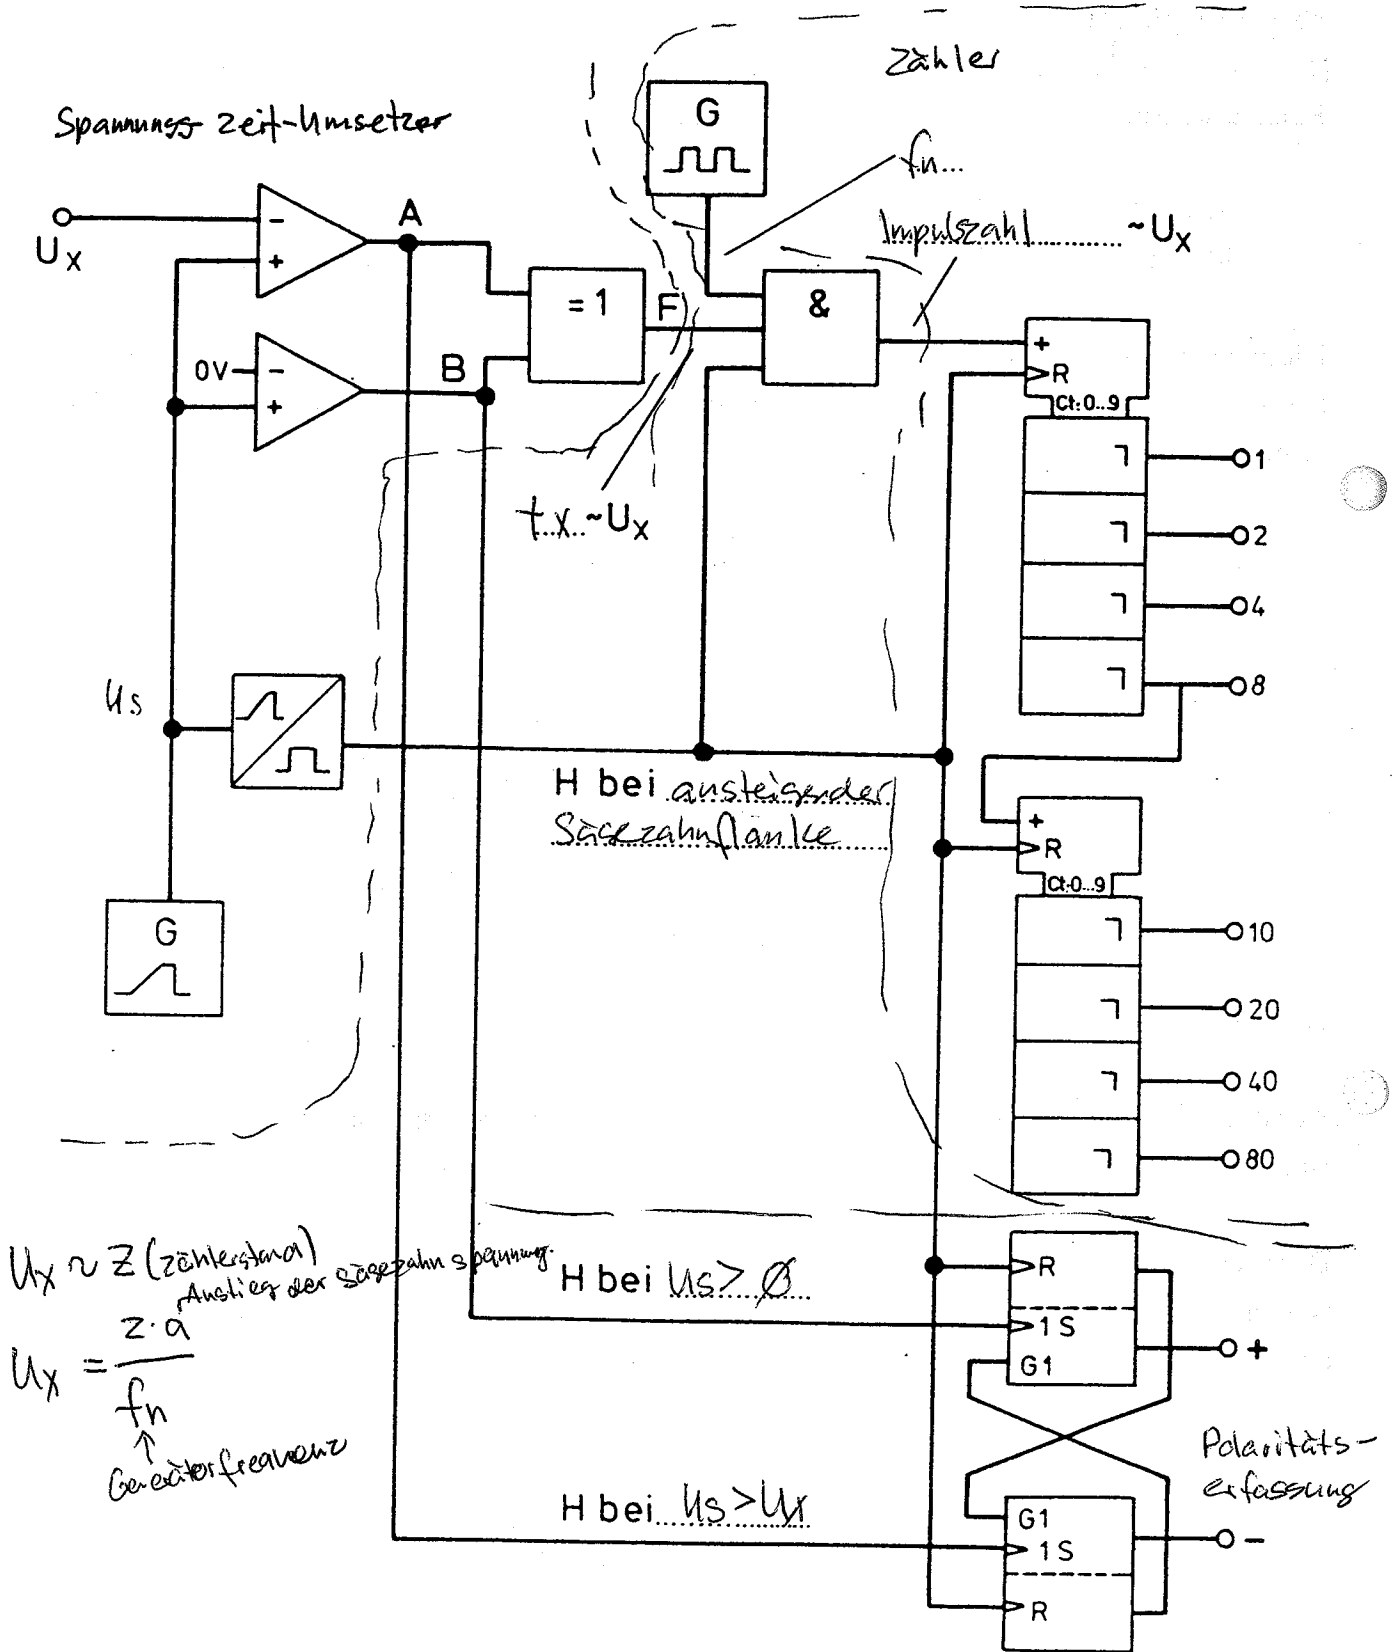 Zähler
Spannungs Zeit-Umsetzer
G
fn...
Impulszahl ~Ux
Ux
-
+
A
=1
F
&
0V
-
+
B
+
R
Ct:0..9
1
2
4
8
t.x. ~Ux
us
H bei ansteigender
Sägezahnflanke
+
R
Ct:0..9
G
10
20
40
80
Ux ~ Z (Zählerstand)
Anstieg der Sägezahnspannung.
Ux = z·a
fn
↑
Generatorfrequenz
H bei Us>Ø
R
1S
G1
+
Polaritäts-
erfassung
H bei Us>Ux
G1
1S
R
-